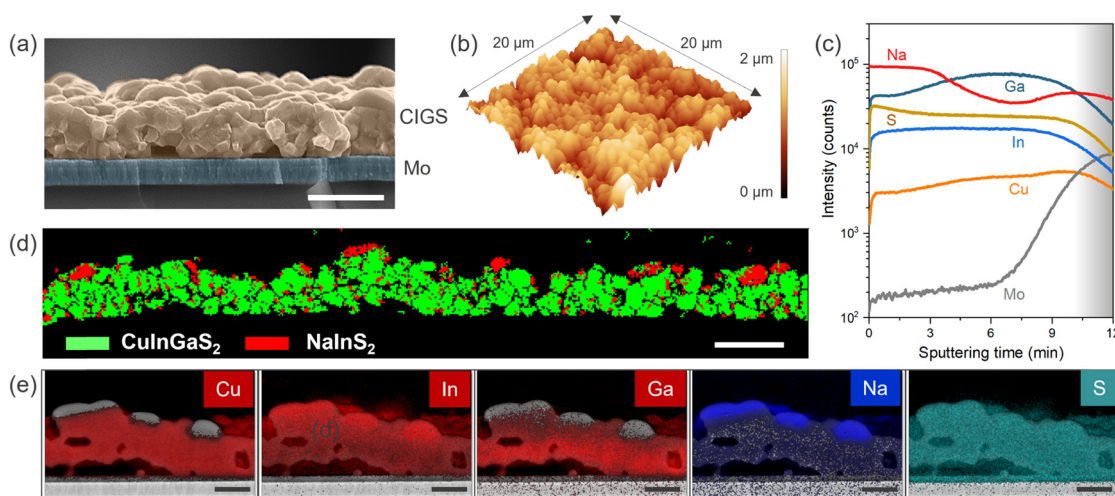 (a)
CIGS
Mo
(b)
20 µm
20 µm
2 µm
0 µm
(c)
Na
Ga
S
In
Cu
Mo
10⁵
10⁴
10³
10²
Intensity (counts)
0 3 6 9 12
Sputtering time (min)
(d)
CuInGaS₂ NaInS₂
(e)
Cu
In
(d)
Ga
Na
S